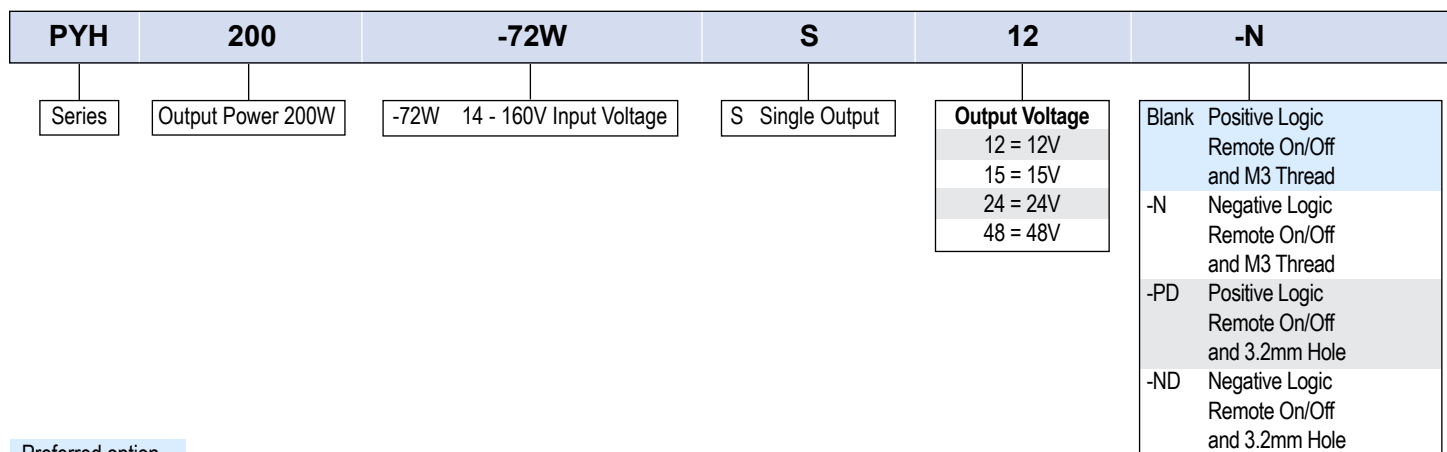 PYH 200 -72W S 12 -N
Series
Output Power 200W
-72W 14 - 160V Input Voltage
S Single Output
Output Voltage
12 = 12V
15 = 15V
24 = 24V
48 = 48V
Blank Positive Logic
Remote On/Off
and M3 Thread
-N Negative Logic
Remote On/Off
and M3 Thread
-PD Positive Logic
Remote On/Off
and 3.2mm Hole
-ND Negative Logic
Remote On/Off
and 3.2mm Hole
Preferred option